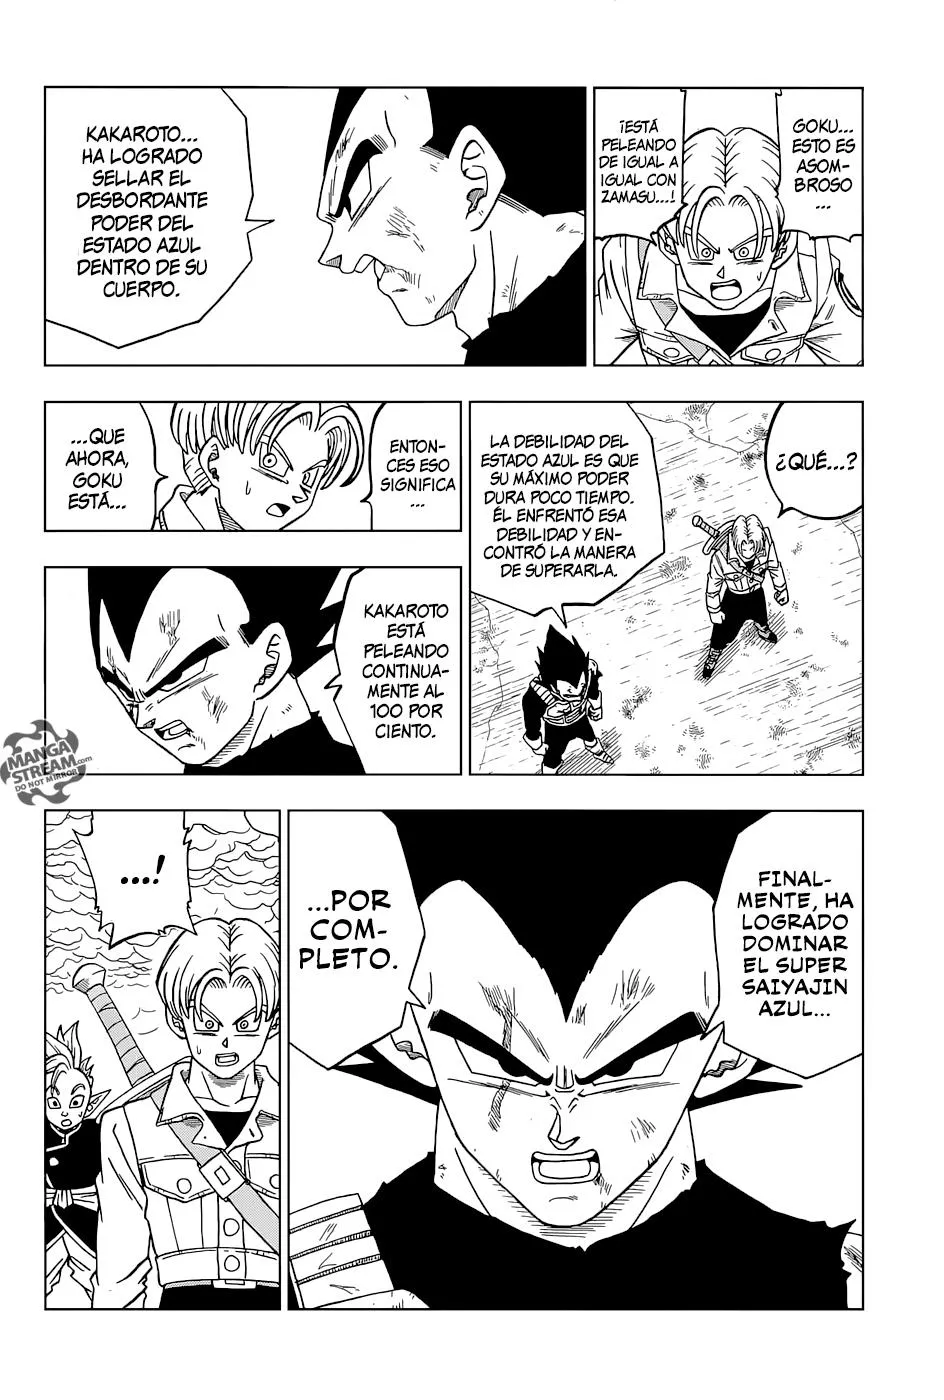 GOKU...
ESTO ES
ASOM-
BROSO
...
¡ESTÁ
PELEANDO
DE IGUAL A
IGUAL CON
ZAMASU...!
KAKAROTO...
HA LOGRADO
SELLAR EL
DESBORDANTE
PODER DEL
ESTADO AZUL
DENTRO DE SU
CUERPO.
¿QUÉ...?
LA DEBILIDAD DEL
ESTADO AZUL ES QUE
SU MÁXIMO PODER
DURA POCO TIEMPO.
ÉL ENFRENTÓ ESA
DEBILIDAD Y EN-
CONTRÓ LA MANERA
DE SUPERARLA.
ENTON-
CES ESO
SIGNIFICA
...
...QUE
AHORA,
GOKU
ESTÁ...
KAKAROTO
ESTÁ
PELEANDO
CONTINUA-
MENTE AL
100 POR
CIENTO.
FINAL-
MENTE, HA
LOGRADO
DOMINAR
EL SUPER
SAIYAJIN
AZUL...
...POR
COM-
PLETO.
...!
MANGA
STREAM.com
DO NOT MIRROR